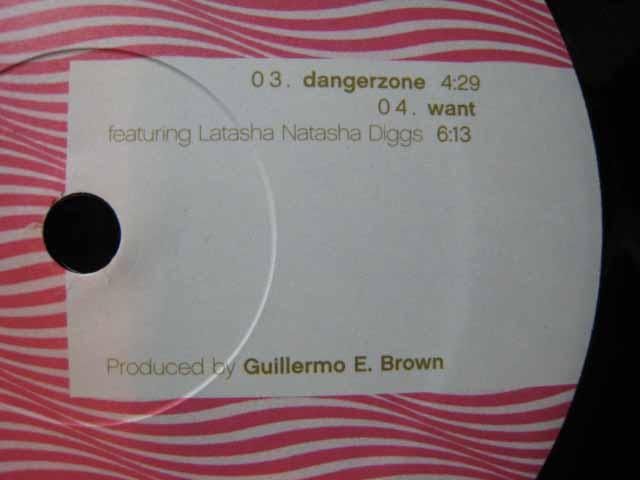 03. dangerzone 4:29
04. want
featuring Latasha Natasha Diggs 6:13
Produced by Guillermo E. Brown